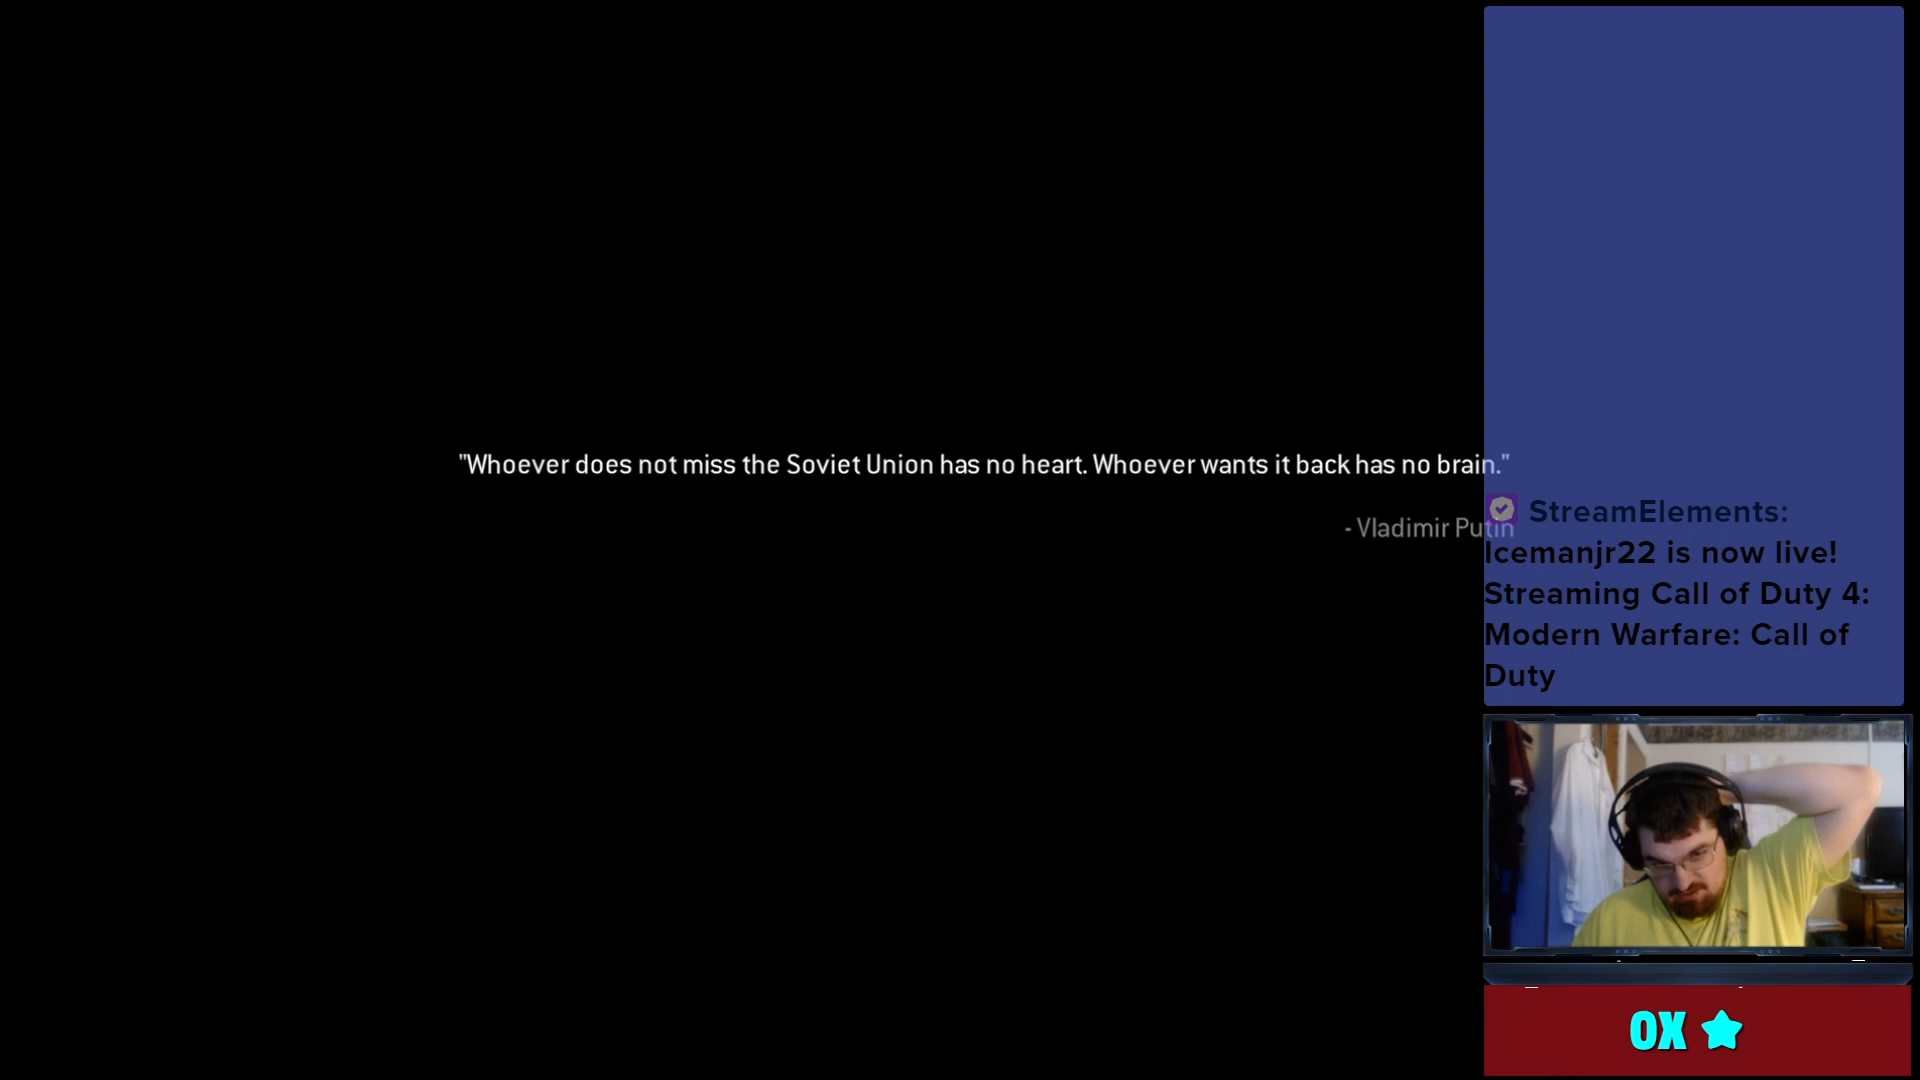 "Whoever does not miss the Soviet Union has no heart. Whoever wants it back has no brain."
- Vladimir Putin
StreamElements:
Icemanjr22 is now live!
Streaming Call of Duty 4:
Modern Warfare: Call of
Duty
0X